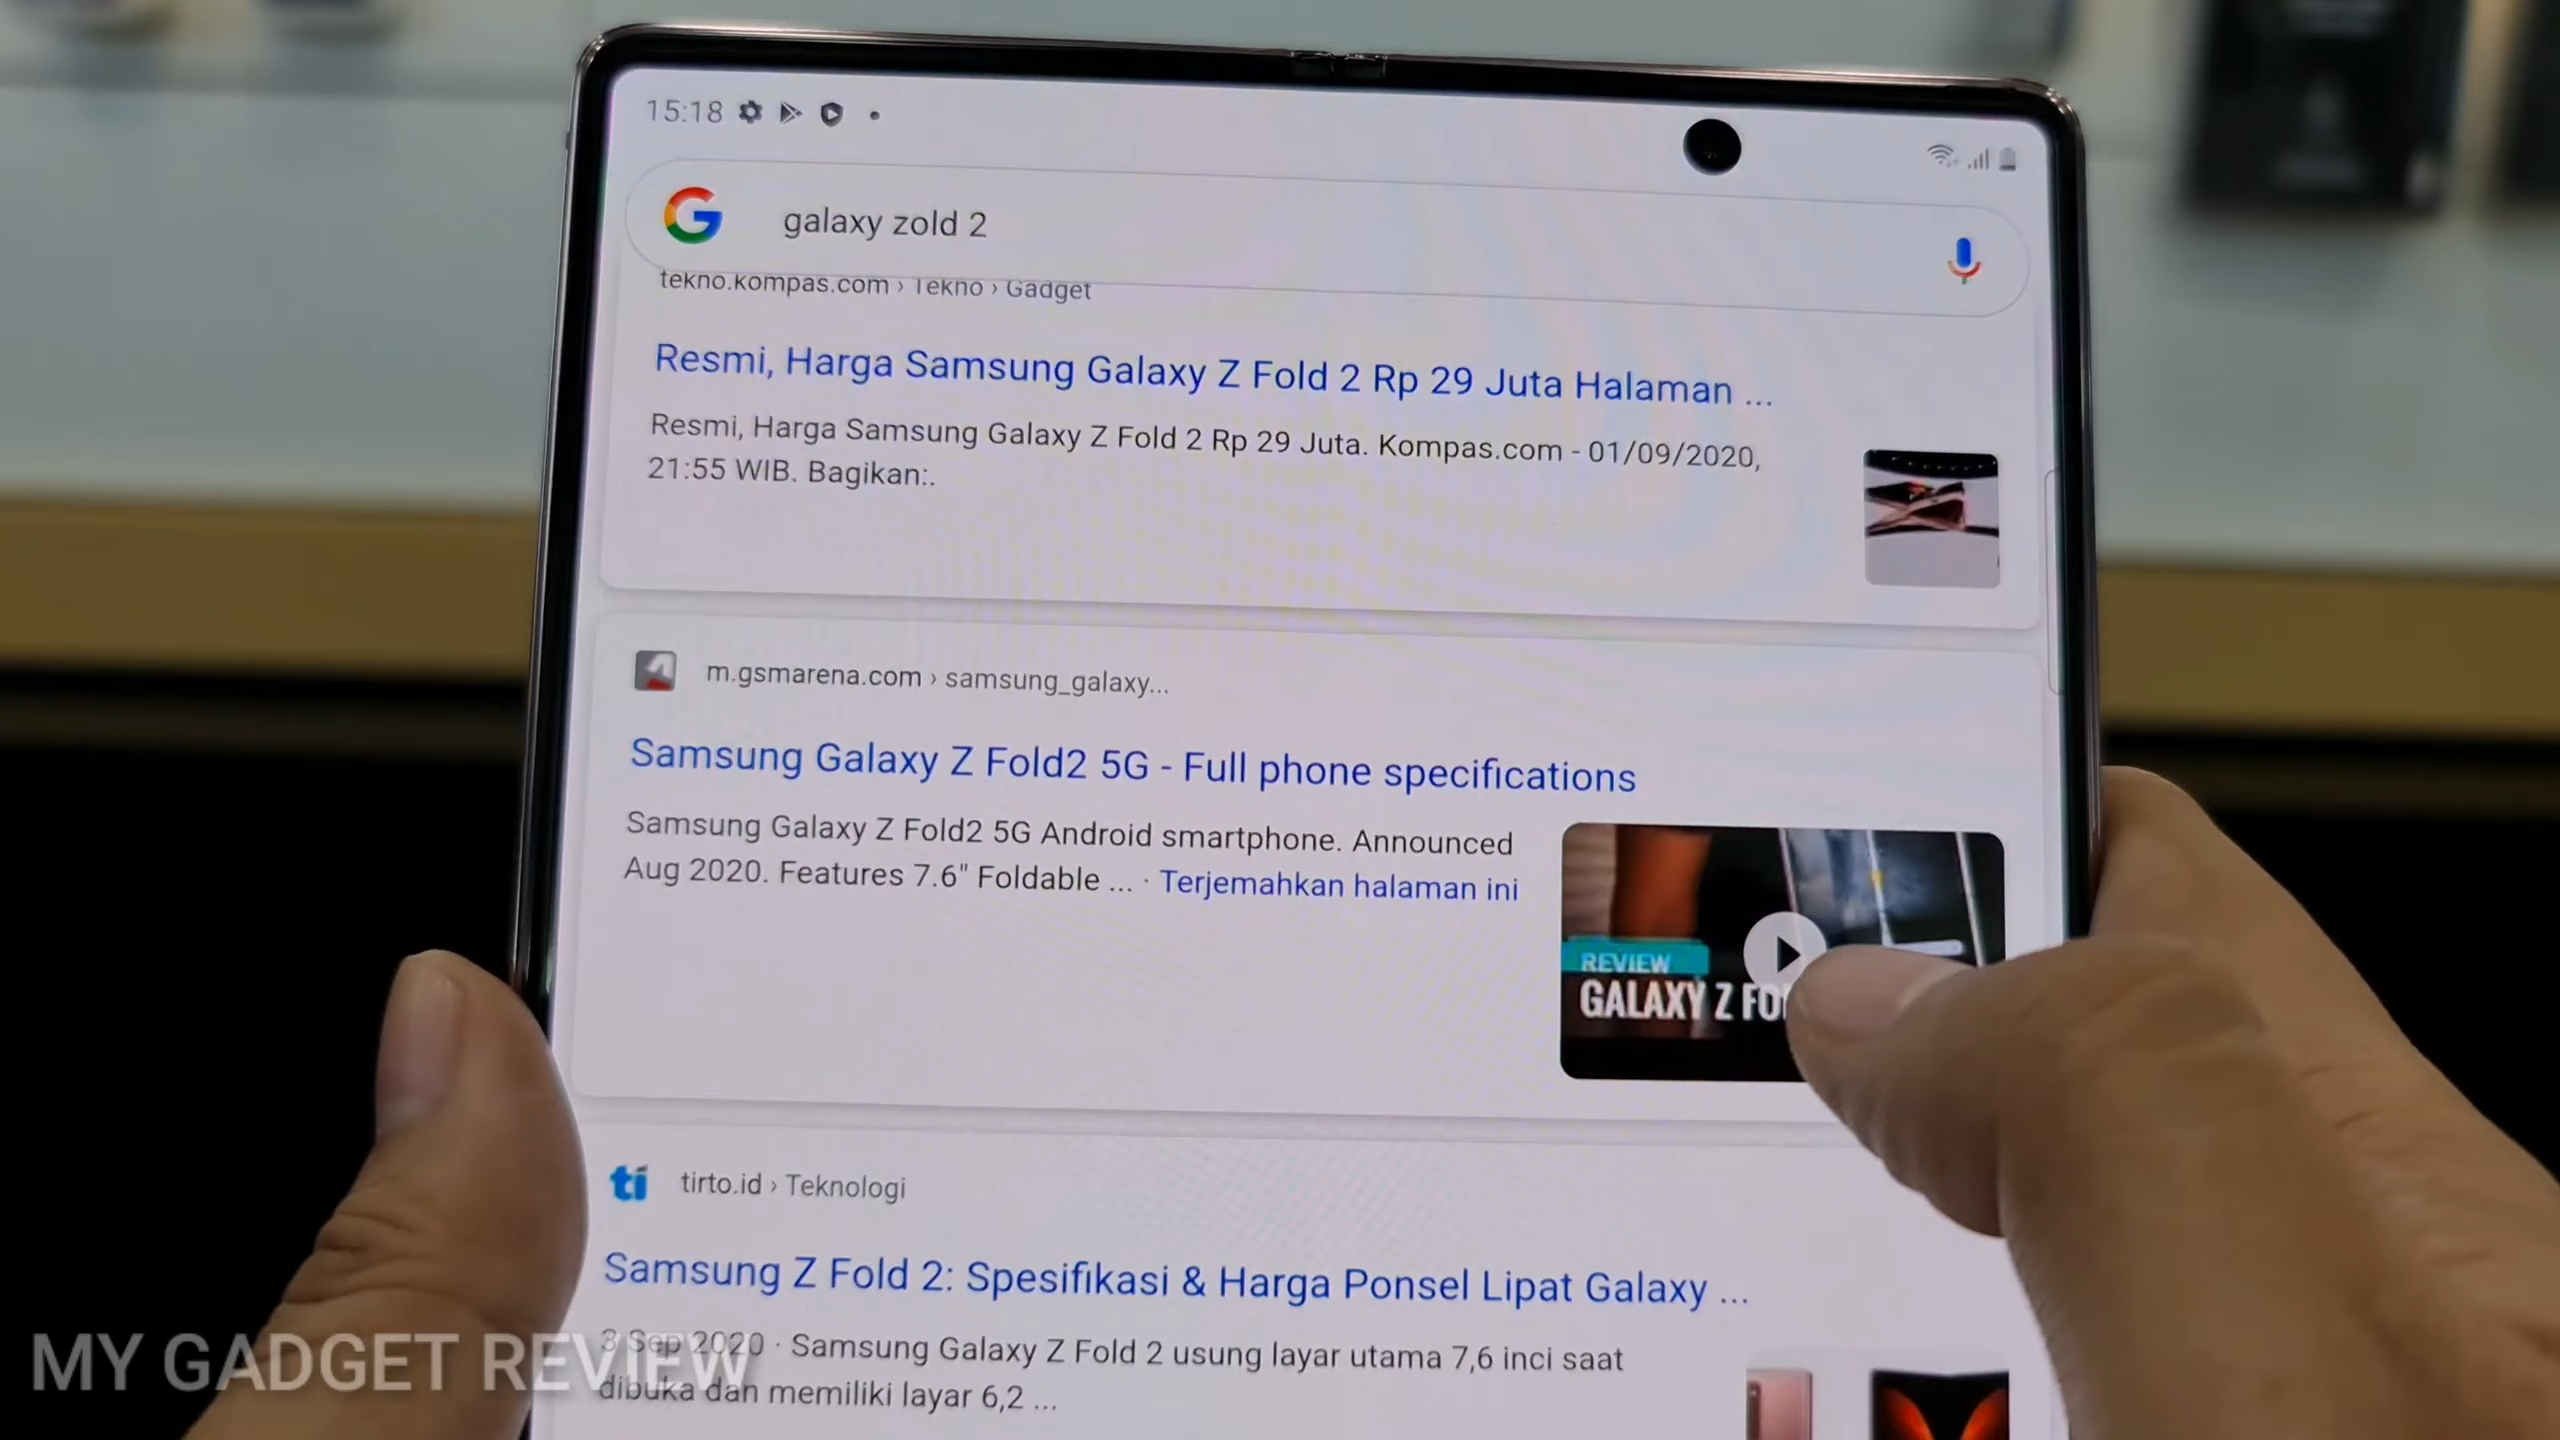 15:18
galaxy zold 2
tekno.kompas.com › Tekno › Gadget
Resmi, Harga Samsung Galaxy Z Fold 2 Rp 29 Juta Halaman ...
Resmi, Harga Samsung Galaxy Z Fold 2 Rp 29 Juta. Kompas.com - 01/09/2020,
21:55 WIB. Bagikan:.
m.gsmarena.com › samsung_galaxy...
Samsung Galaxy Z Fold2 5G - Full phone specifications
Samsung Galaxy Z Fold2 5G Android smartphone. Announced
Aug 2020. Features 7.6" Foldable ... · Terjemahkan halaman ini
REVIEW
GALAXY Z FO
ti tirto.id › Teknologi
Samsung Z Fold 2: Spesifikasi & Harga Ponsel Lipat Galaxy ...
3 Sep 2020 · Samsung Galaxy Z Fold 2 usung layar utama 7,6 inci saat
dibuka dan memiliki layar 6,2 ...
MY GADGET REVIEW